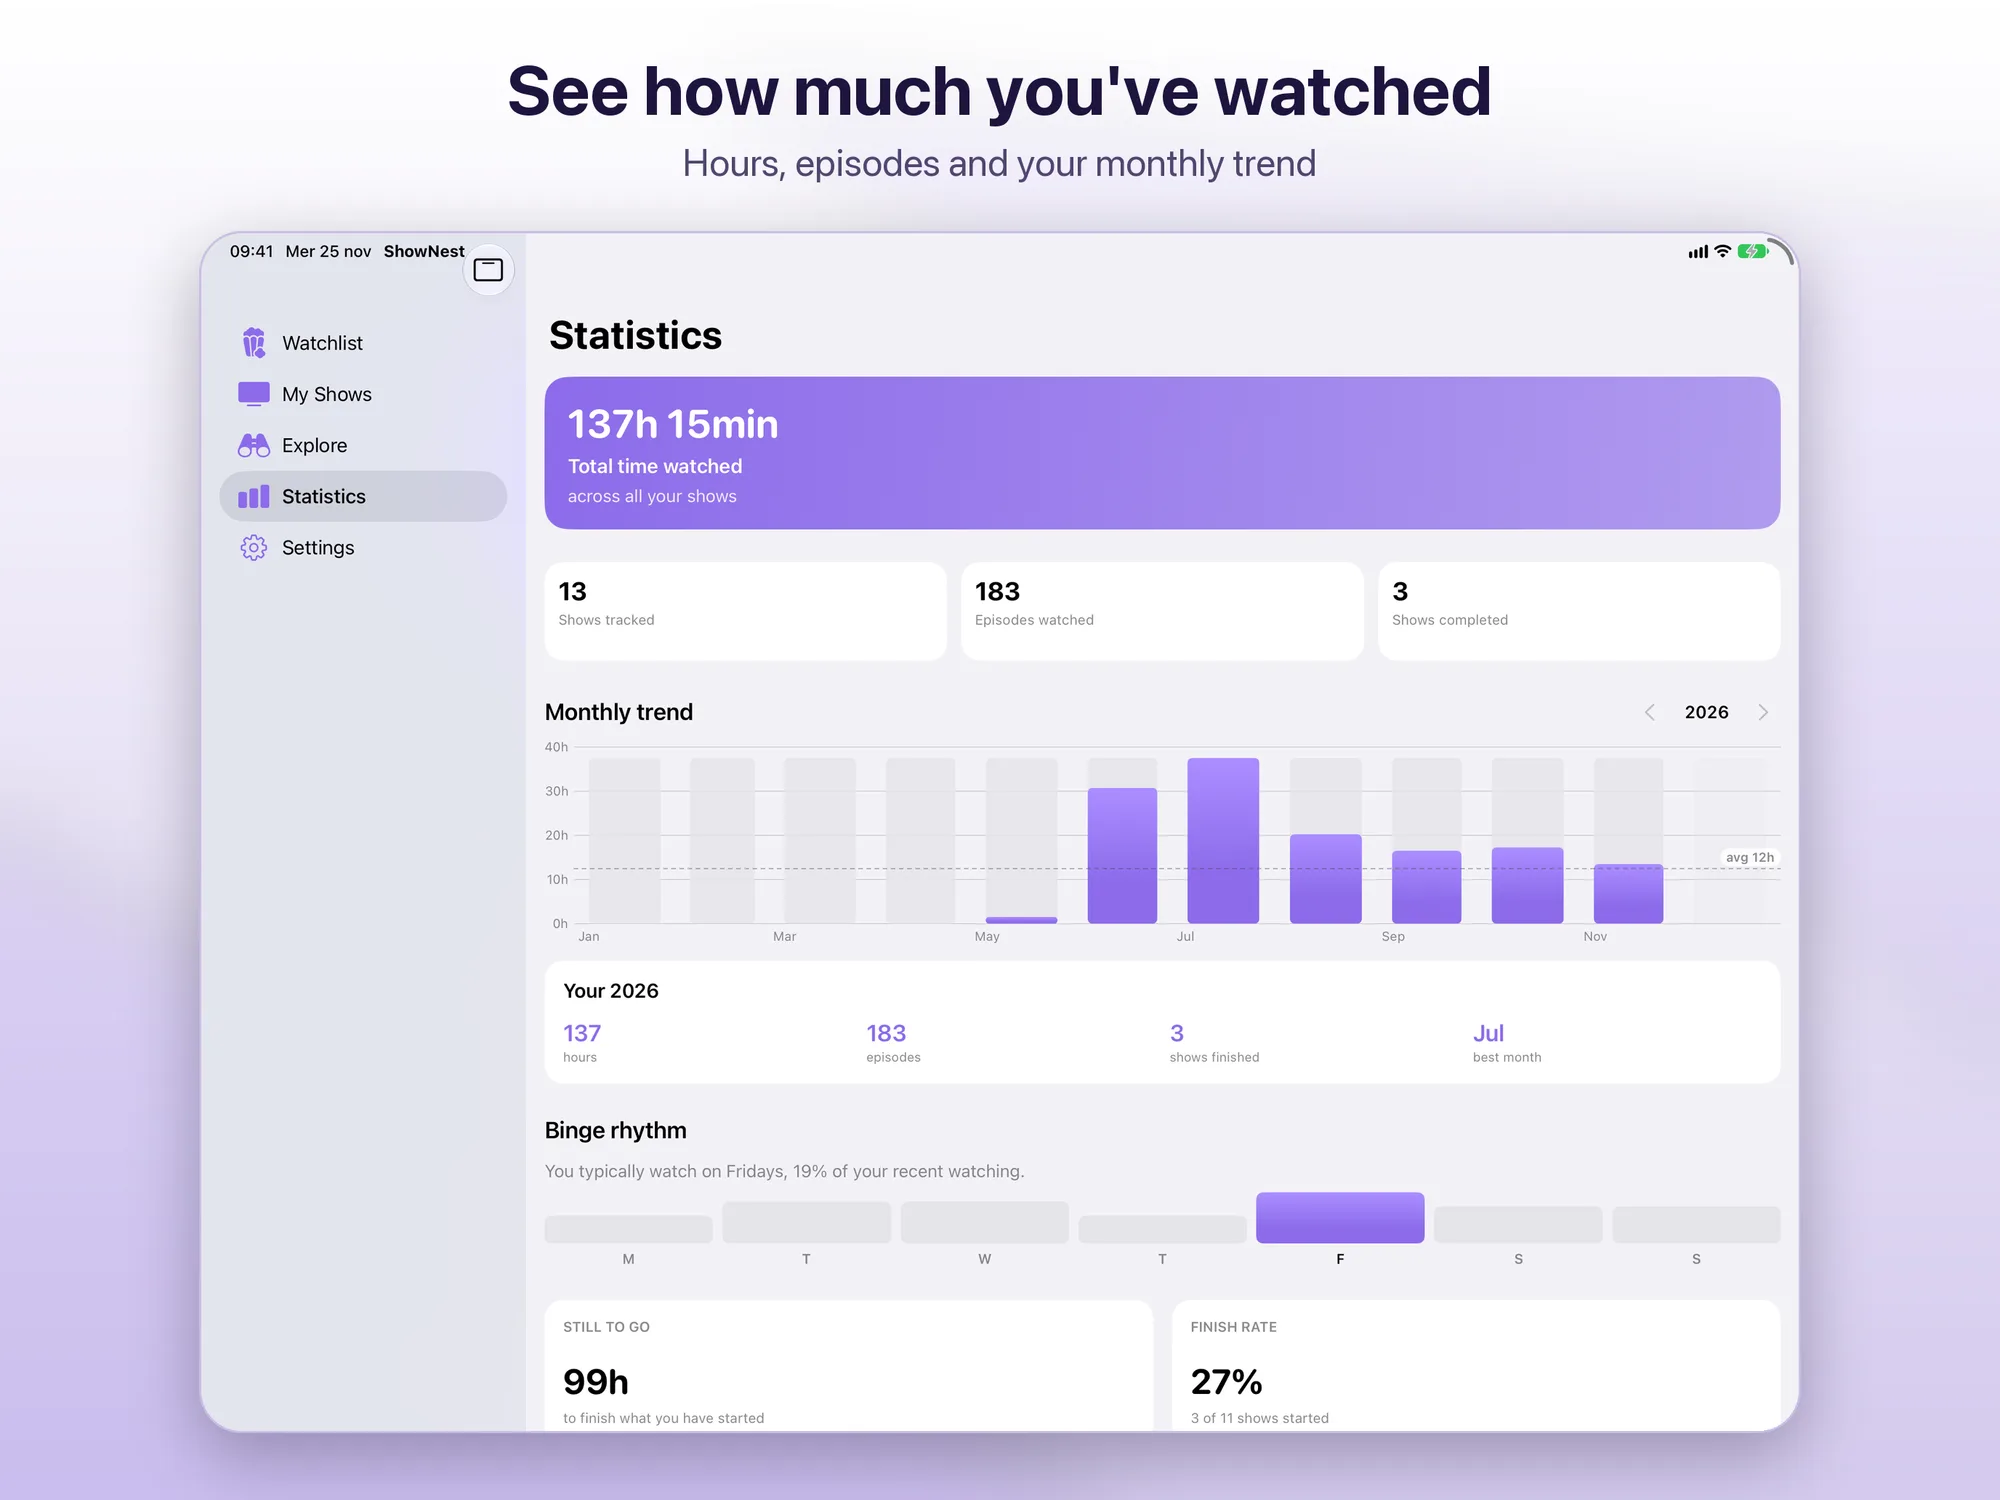 See how much you've watched
Hours, episodes and your monthly trend
09:41 Mer 25 nov ShowNest
Watchlist
My Shows
Explore
Statistics
Settings
Statistics
137h 15min
Total time watched
across all your shows
13
Shows tracked
183
Episodes watched
3
Shows completed
Monthly trend
2026
40h
30h
20h
10h
0h
avg 12h
Jan Mar May Jul Sep Nov
Your 2026
137
hours
183
episodes
3
shows finished
Jul
best month
Binge rhythm
You typically watch on Fridays, 19% of your recent watching.
M T W T F S S
STILL TO GO
99h
to finish what you have started
FINISH RATE
27%
3 of 11 shows started